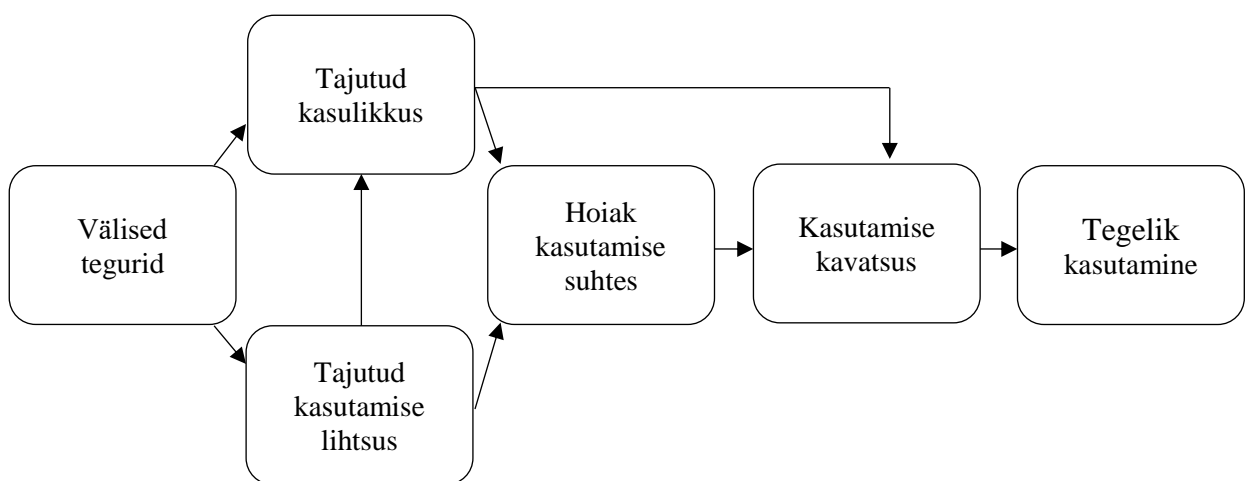 Tajutud
kasulikkus
Välised
tegurid
Hoiak
kasutamise
suhtes
Kasutamise
kavatsus
Tegelik
kasutamine
Tajutud
kasutamise
lihtsus